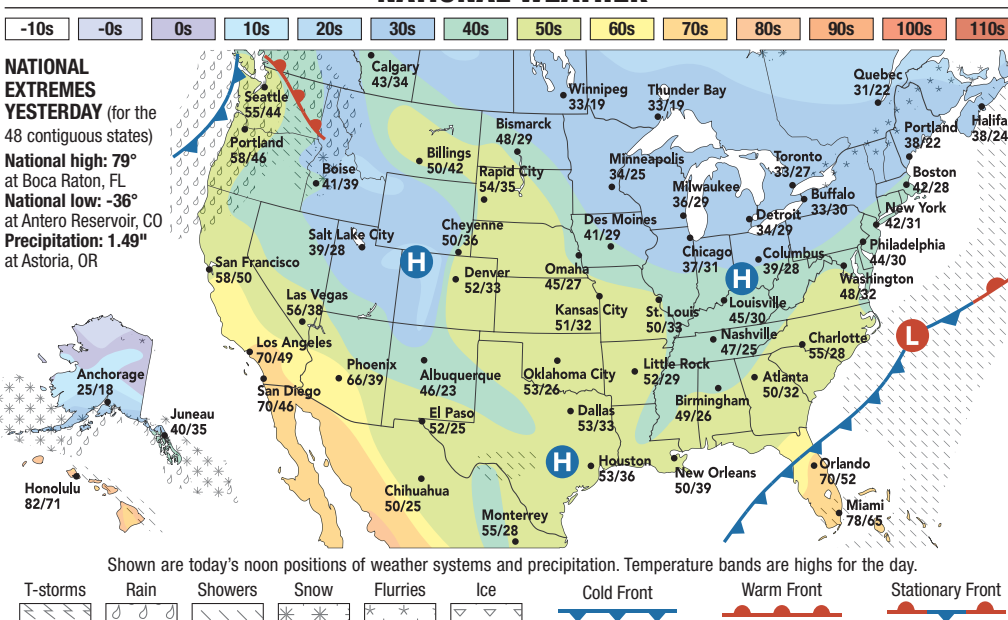 -10s
-0s
0s
10s
20s
30s
40s
50s
60s
70s
80s
90s
100s
110s
NATIONAL
EXTREMES
YESTERDAY (for the
48 contiguous states)
National high: 79°
at Boca Raton, FL
National low: -36°
at Antero Reservoir, CO
Precipitation: 1.49"
at Astoria, OR
Calgary
43/34
Winnipeg
33/19
Thunder Bay
33/19
Quebec
31/22
Seattle
55/44
Portland
58/46
Bismarck
48/29
Portland
38/22
Halifa
38/24
Billings
50/42
Boise
41/39
Rapid City
54/35
Minneapolis
34/25
Milwaukee
36/29
Toronto
33/27
Buffalo
33/30
Boston
42/28
New York
42/31
Detroit
34/29
Philadelphia
44/30
Salt Lake City
39/28
Cheyenne
50/36
Des Moines
41/29
Chicago
37/31
Columbus
39/28
Washington
48/32
San Francisco
58/50
H
Denver
52/33
Omaha
45/27
H
Las Vegas
56/38
Kansas City
51/32
St. Louis
50/33
Louisville
45/30
Nashville
47/25
L
Los Angeles
70/49
San Diego
70/46
Phoenix
66/39
Albuquerque
46/23
Oklahoma City
53/26
Little Rock
52/29
Charlotte
55/28
Atlanta
50/32
Birmingham
49/26
El Paso
52/25
Dallas
53/33
Anchorage
25/18
Juneau
40/35
H
Houston
53/36
New Orleans
50/39
Orlando
70/52
Honolulu
82/71
Chihuahua
50/25
Monterrey
55/28
Miami
78/65
Shown are today's noon positions of weather systems and precipitation. Temperature bands are highs for the day.
T-storms
Rain
Showers
Snow
Flurries
Ice
Cold Front
Warm Front
Stationary Front